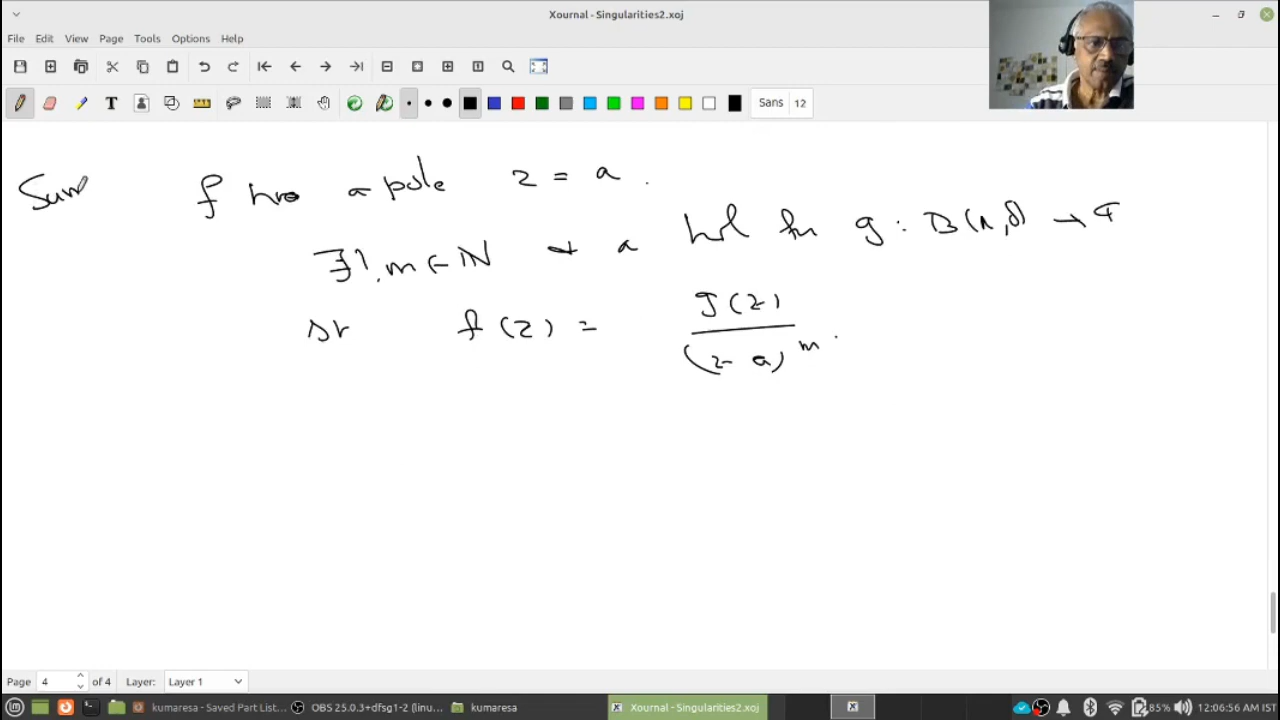 Xournal - Singularities2.xoj
File Edit View Page Tools Options Help
Sans 12
Sum f has a pole z = a .
∃! m ∈ ℕ & a hol fn g : B(a,δ) → ℂ
st f(z) = g(z) / (z-a)^m .
Page 4 of 4 Layer: Layer 1
kumaresa - Saved Part List... OBS 25.0.3+dfsg1-2 (linu... kumaresa Xournal - Singularities2.xoj 85% 12:06:56 AM IST